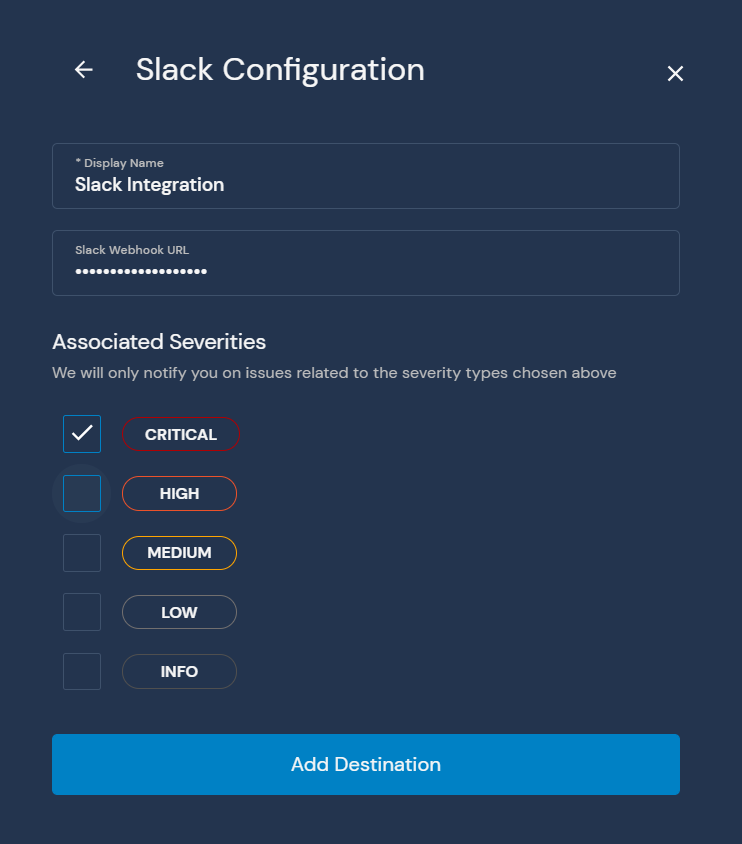 Slack Configuration
* Display Name
Slack Integration
Slack Webhook URL
•••••••••••••••••••
Associated Severities
We will only notify you on issues related to the severity types chosen above
CRITICAL
HIGH
MEDIUM
LOW
INFO
Add Destination